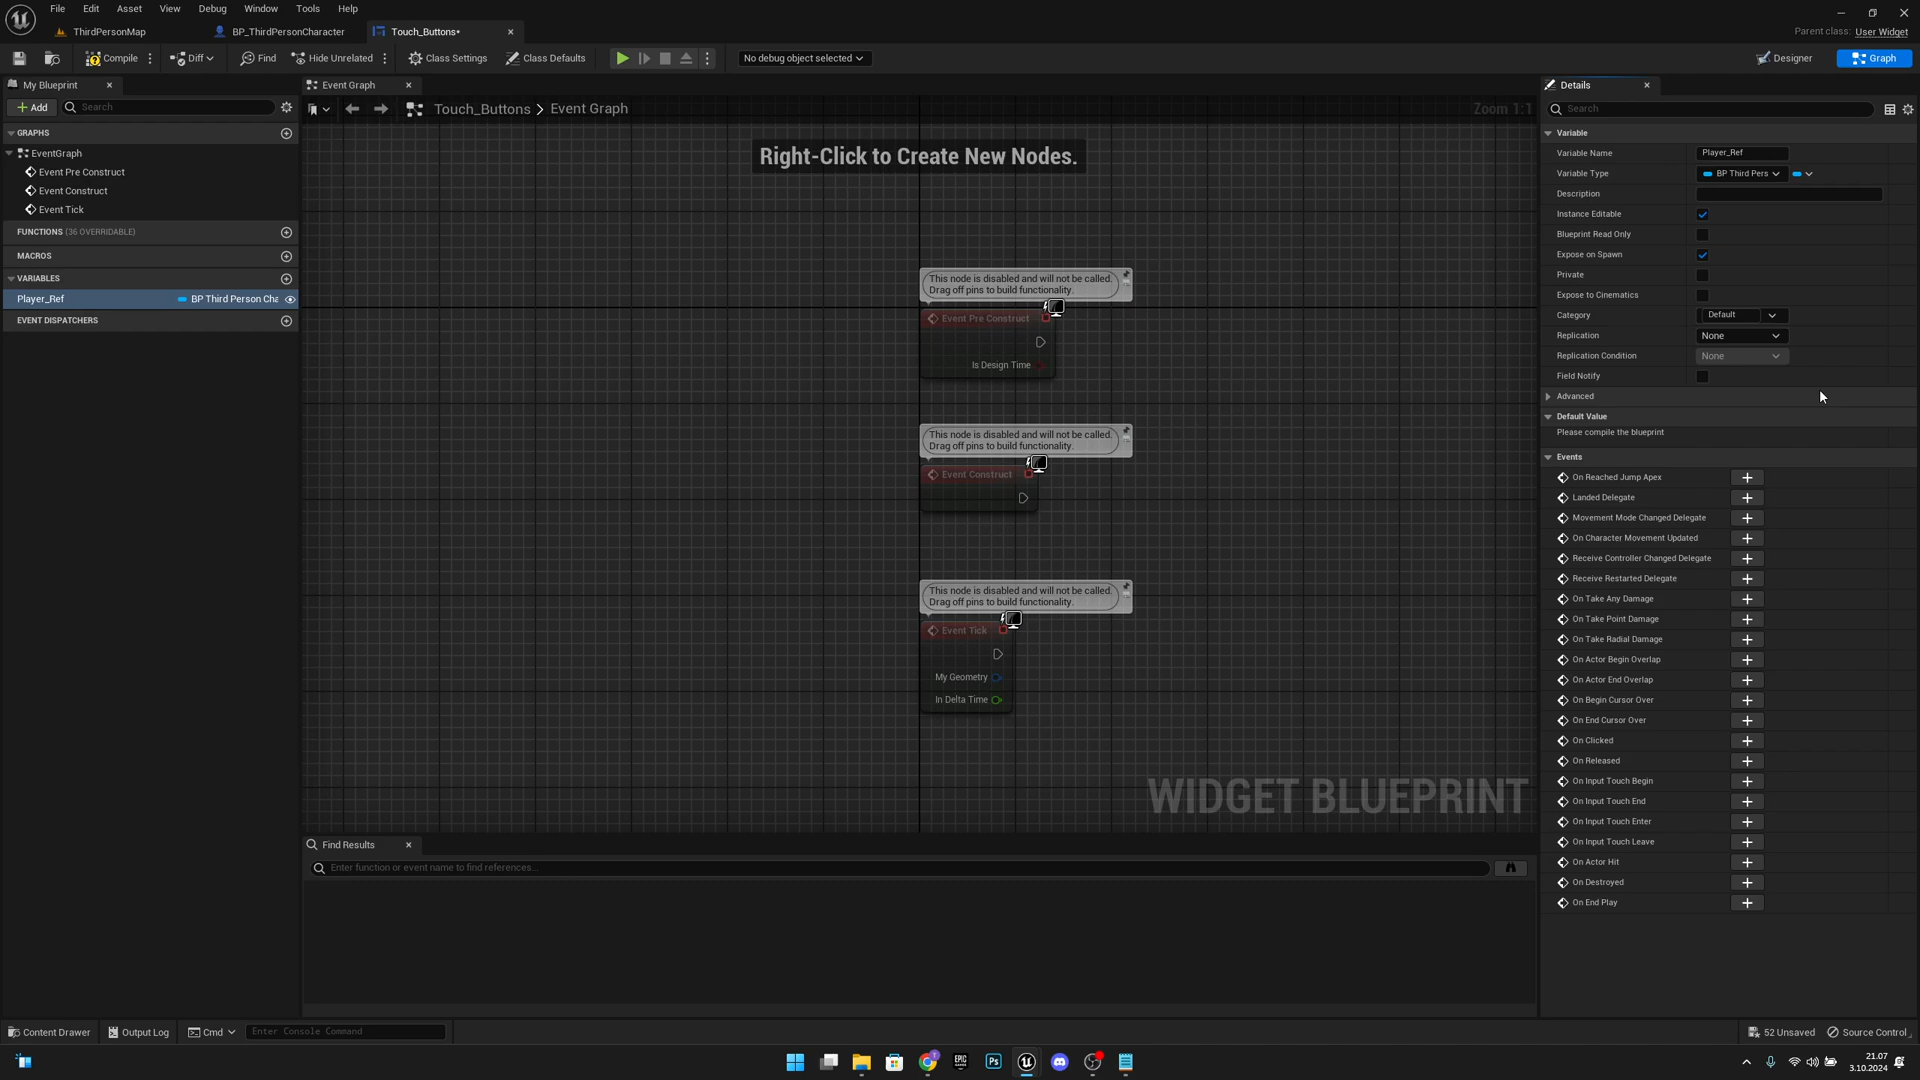 File Edit Asset View Debug Window Tools Help
ThirdPersonMap BP_ThirdPersonCharacter Touch_Buttons•
Parent class: User Widget
Compile Diff Find Hide Unrelated Class Settings Class Defaults No debug object selected Designer Graph
My Blueprint
Add Search
GRAPHS
EventGraph
Event Pre Construct
Event Construct
Event Tick
FUNCTIONS (36 OVERRIDABLE)
MACROS
VARIABLES
Player_Ref BP Third Person Cha
EVENT DISPATCHERS
Event Graph
Touch_Buttons > Event Graph Zoom 1:1
Right-Click to Create New Nodes.
This node is disabled and will not be called.
Drag off pins to build functionality.
Event Pre Construct
Is Design Time
This node is disabled and will not be called.
Drag off pins to build functionality.
Event Construct
This node is disabled and will not be called.
Drag off pins to build functionality.
Event Tick
My Geometry
In Delta Time
WIDGET BLUEPRINT
Find Results
Enter function or event name to find references...
Details
Search
Variable
Variable Name Player_Ref
Variable Type BP Third Pers
Description
Instance Editable
Blueprint Read Only
Expose on Spawn
Private
Expose to Cinematics
Category Default
Replication None
Replication Condition None
Field Notify
Advanced
Default Value
Please compile the blueprint
Events
On Reached Jump Apex
Landed Delegate
Movement Mode Changed Delegate
On Character Movement Updated
Receive Controller Changed Delegate
Receive Restarted Delegate
On Take Any Damage
On Take Point Damage
On Take Radial Damage
On Actor Begin Overlap
On Actor End Overlap
On Begin Cursor Over
On End Cursor Over
On Clicked
On Released
On Input Touch Begin
On Input Touch End
On Input Touch Enter
On Input Touch Leave
On Actor Hit
On Destroyed
On End Play
Content Drawer Output Log Cmd Enter Console Command 52 Unsaved Source Control
EPIC GAMES Ps
21.07
3.10.2024